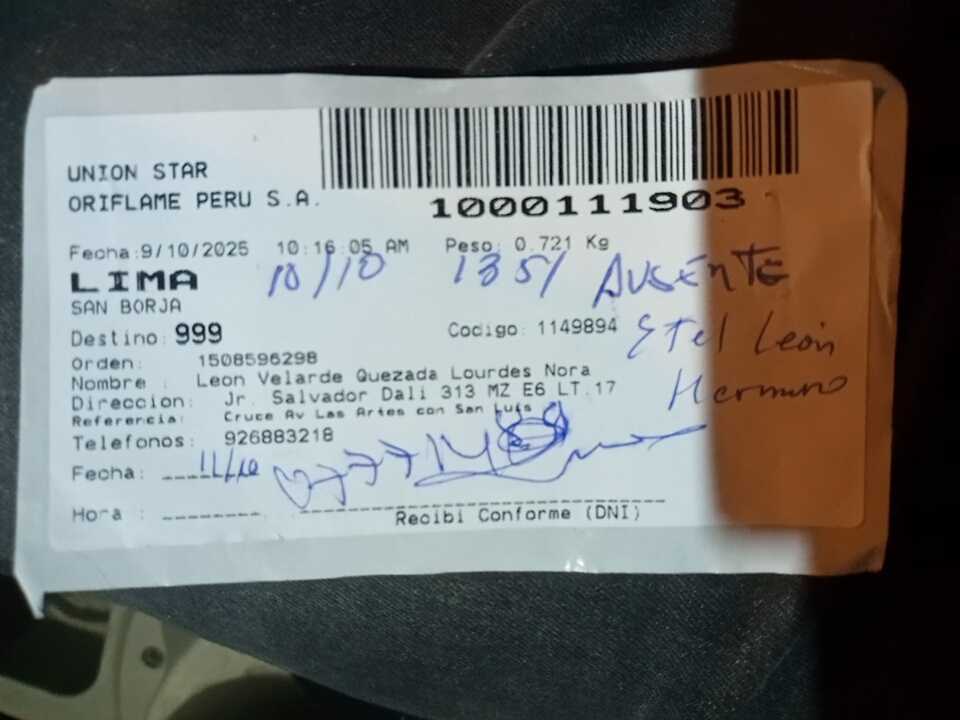 UNION STAR
ORIFLAME PERU S.A.
1000111903
Fecha:9/10/2025 10:16:05 AM Peso: 0.721 Kg
LIMA 10/10 1351 AUSENTE
SAN BORJA
Destino: 999 Codigo: 1149894 Etel León
Orden: 1508596298
Nombre : Leon Velarde Quezada Lourdes Nora
Direccion: Jr. Salvador Dali 313 MZ E6 LT.17 Hermano
Referencia: Cruce Av Las Artes con San Luis
Telefonos: 926883218
Fecha: 11/10
Hora :
Recibi Conforme (DNI)